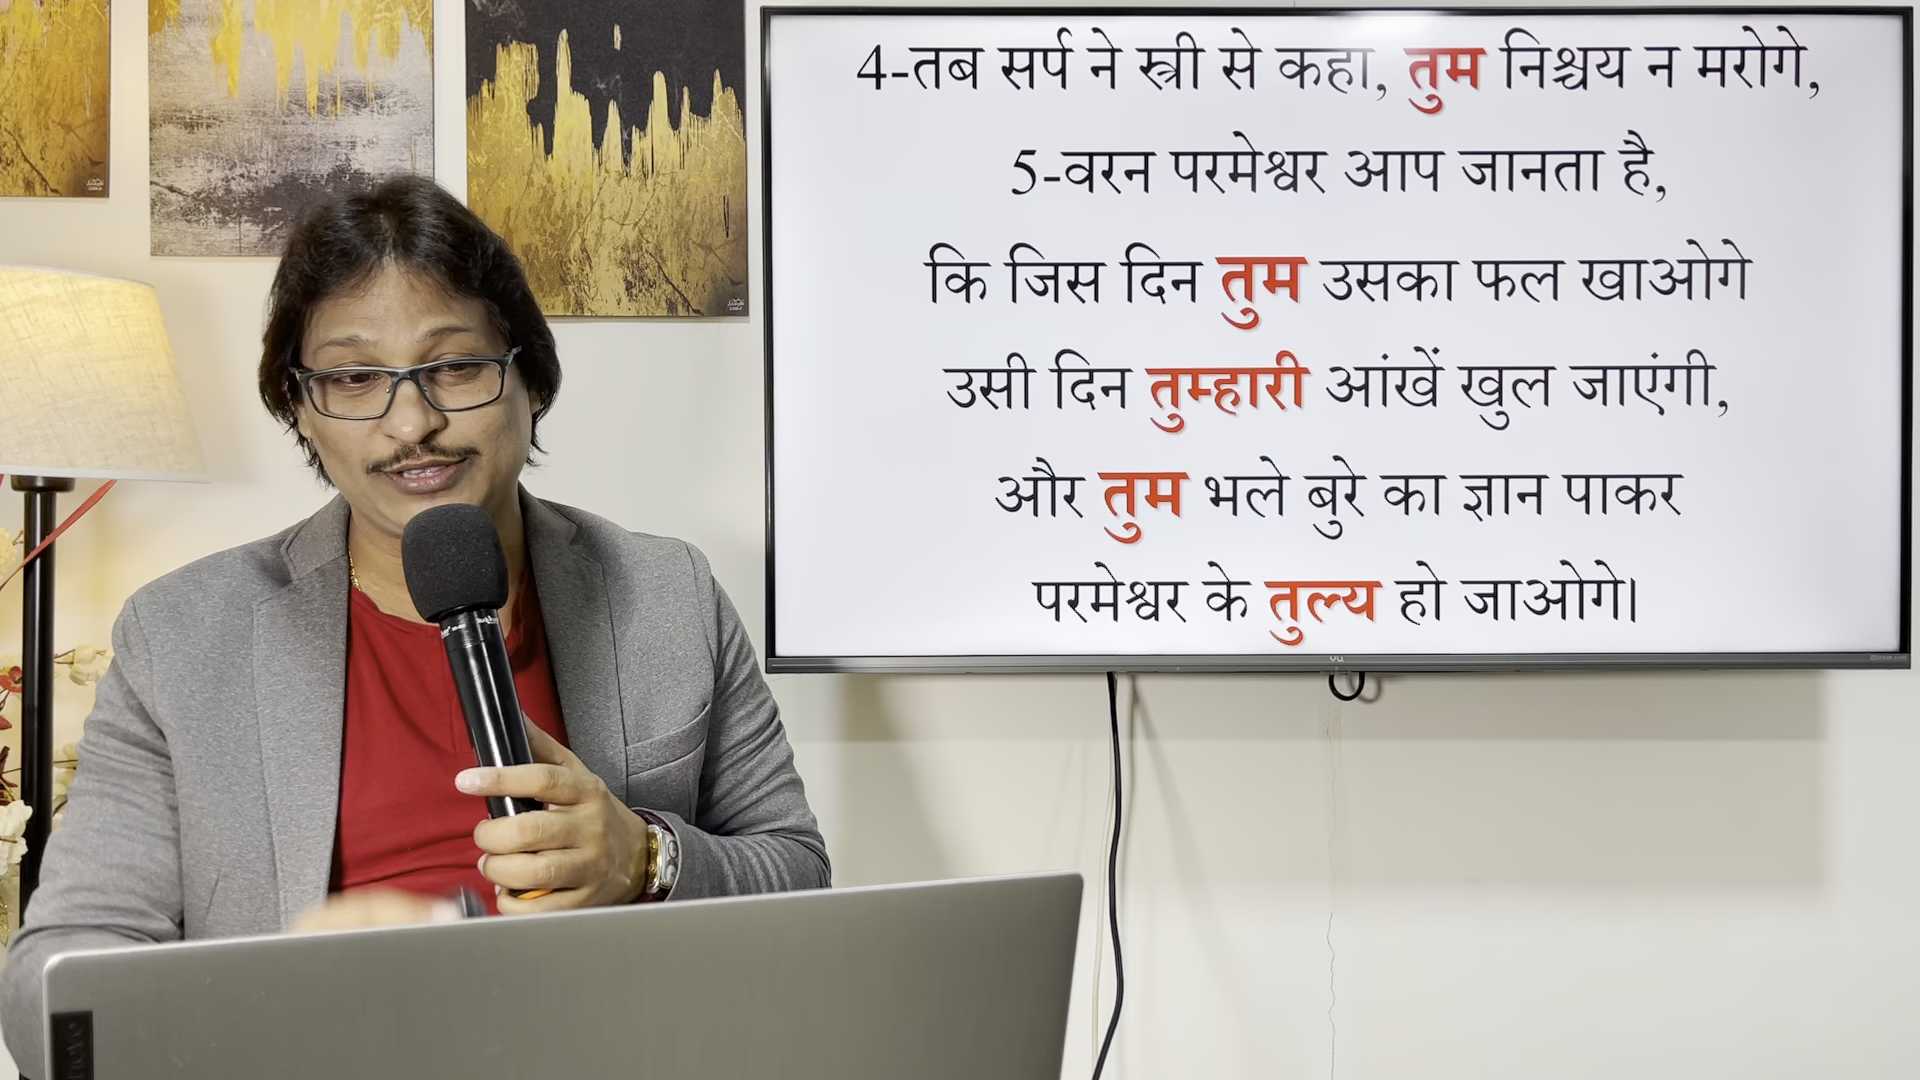 4-तब सर्प ने स्त्री से कहा, तुम निश्चय न मरोगे,
5-वरन परमेश्वर आप जानता है,
कि जिस दिन तुम उसका फल खाओगे
उसी दिन तुम्हारी आंखें खुल जाएंगी,
और तुम भले बुरे का ज्ञान पाकर
परमेश्वर के तुल्य हो जाओगे।